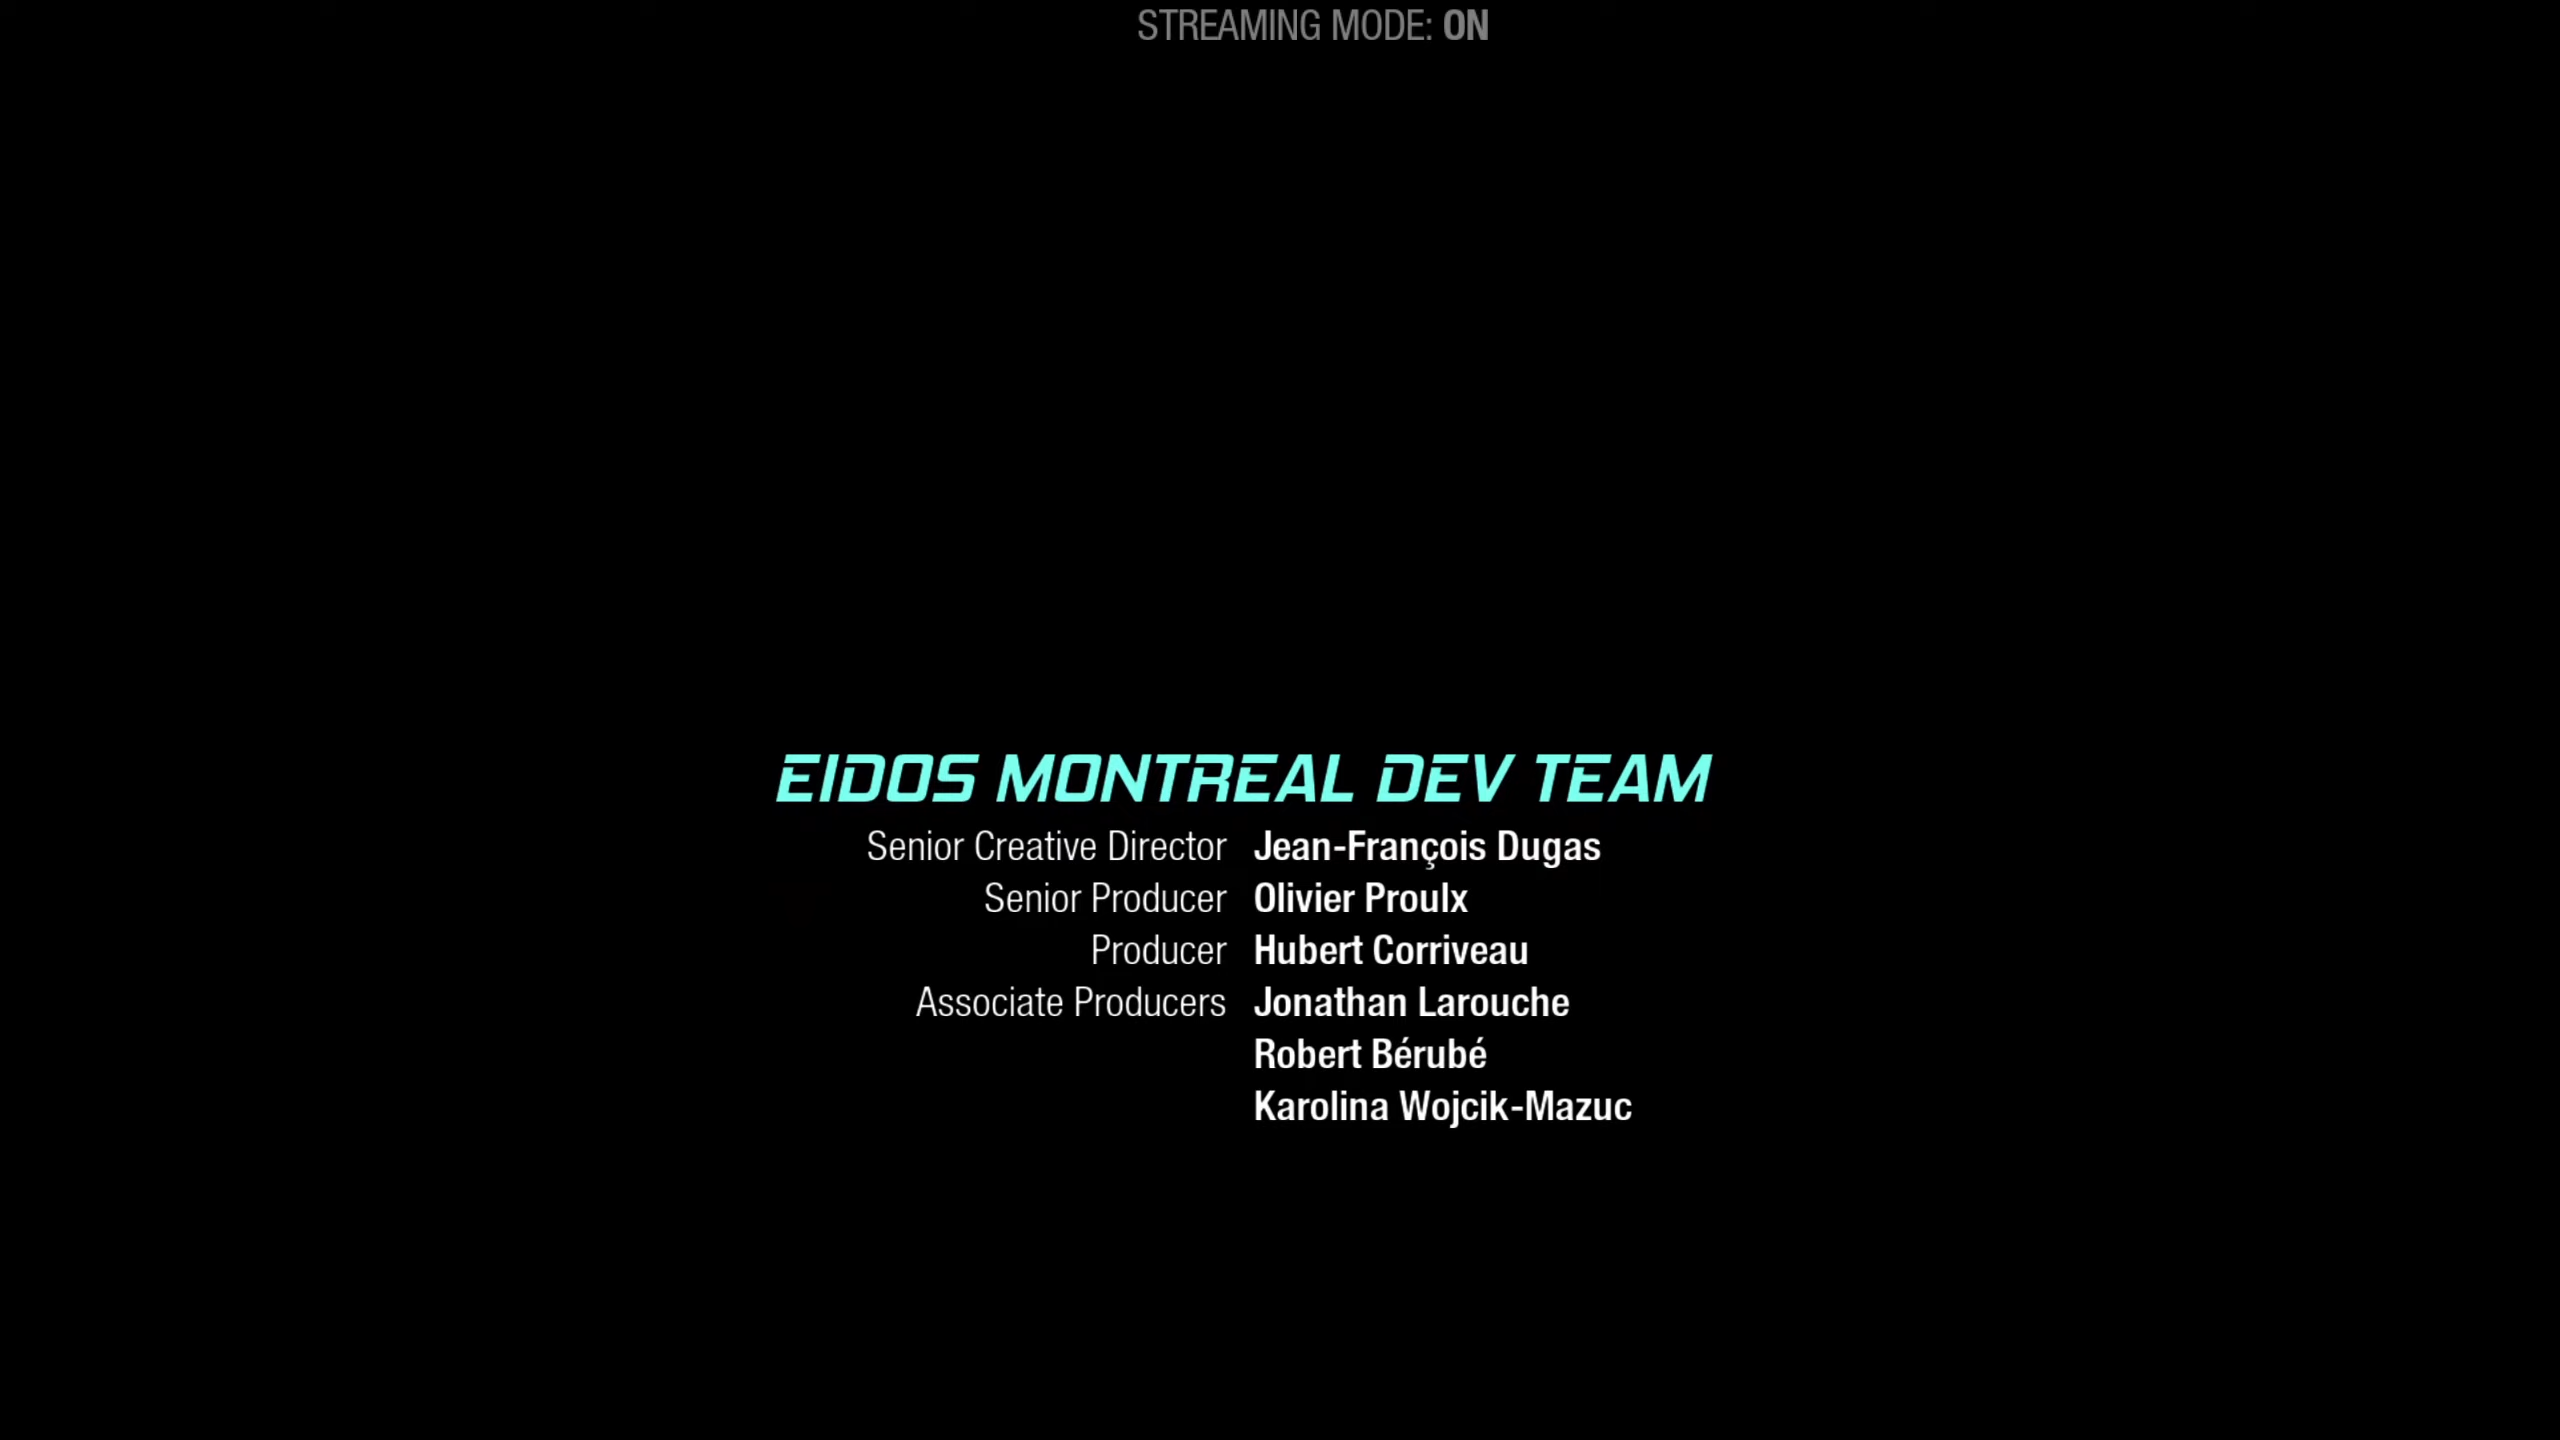 STREAMING MODE: ON
EIDOS MONTREAL DEV TEAM
Senior Creative Director Jean-François Dugas
Senior Producer Olivier Proulx
Producer Hubert Corriveau
Associate Producers Jonathan Larouche
Robert Bérubé
Karolina Wojcik-Mazuc